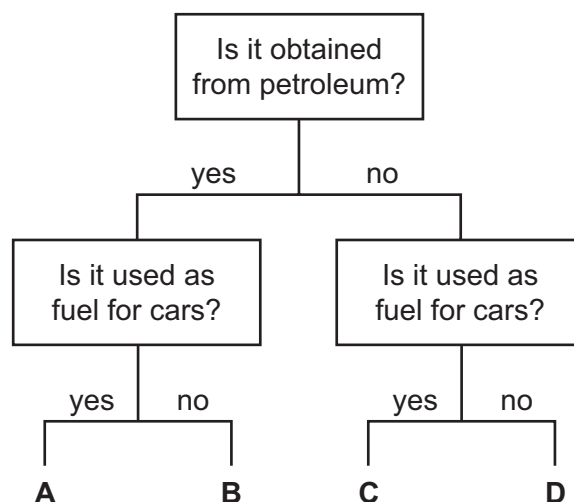 Is it obtained
from petroleum?
yes no
Is it used as
fuel for cars?
Is it used as
fuel for cars?
yes no
yes no
A B C D